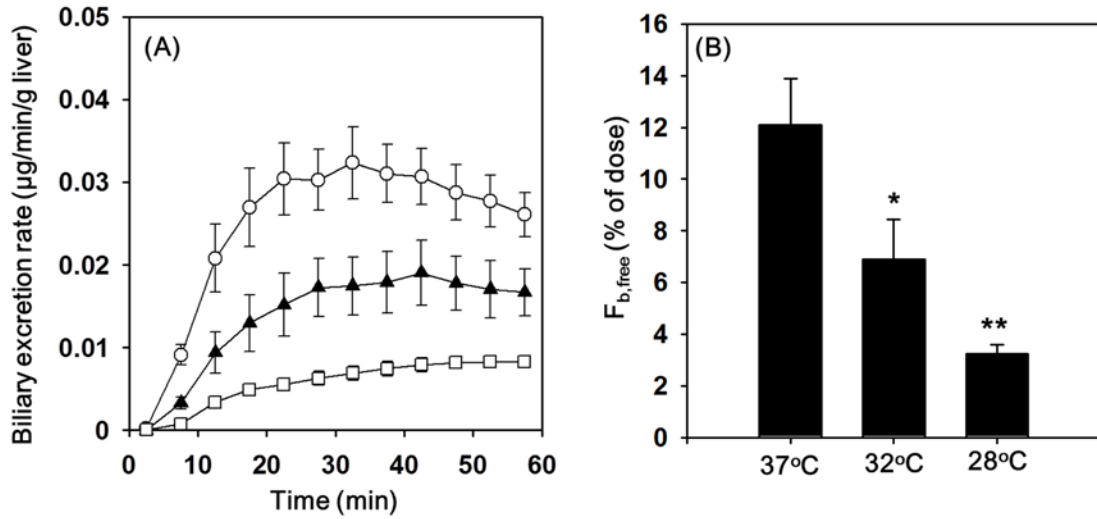 (A)
Biliary excretion rate (µg/min/g liver)
0.05
0.04
0.03
0.02
0.01
0
0 10 20 30 40 50 60
Time (min)
(B)
F_b,free (% of dose)
16
14
12
10
8
6
4
2
0
*
**
37°C 32°C 28°C